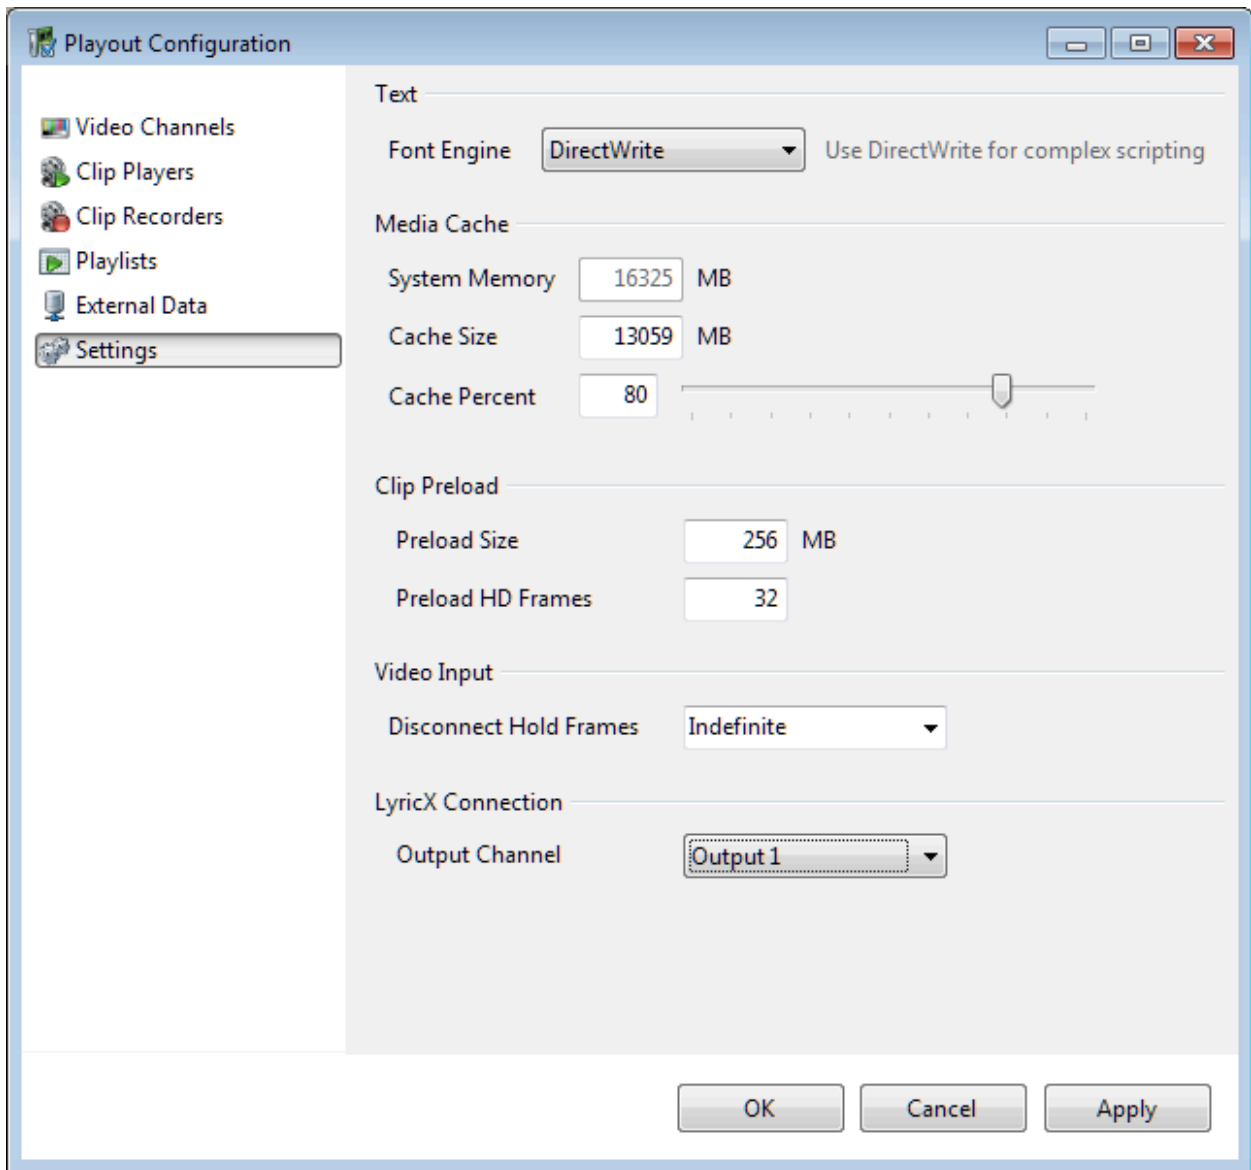 Playout Configuration
Video Channels
Clip Players
Clip Recorders
Playlists
External Data
Settings
Text
Font Engine DirectWrite Use DirectWrite for complex scripting
Media Cache
System Memory 16325 MB
Cache Size 13059 MB
Cache Percent 80
Clip Preload
Preload Size 256 MB
Preload HD Frames 32
Video Input
Disconnect Hold Frames Indefinite
LyricX Connection
Output Channel Output 1
OK Cancel Apply